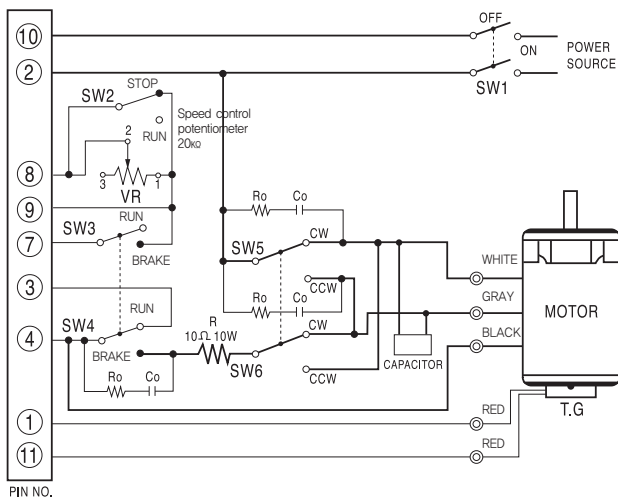 10
OFF
ON
POWER
SOURCE
2
SW1
STOP
SW2
Speed control
potentiometer
20KΩ
RUN
2
8
3
VR
1
9
RUN
SW3
7
BRAKE
Ro
Co
SW5
CW
WHITE
3
CCW
Ro
Co
GRAY
MOTOR
RUN
R
10Ω 10W
CW
SW4
4
BRAKE
SW6
BLACK
CCW
CAPACITOR
Ro
Co
RED
T.G
1
RED
11
PIN NO.